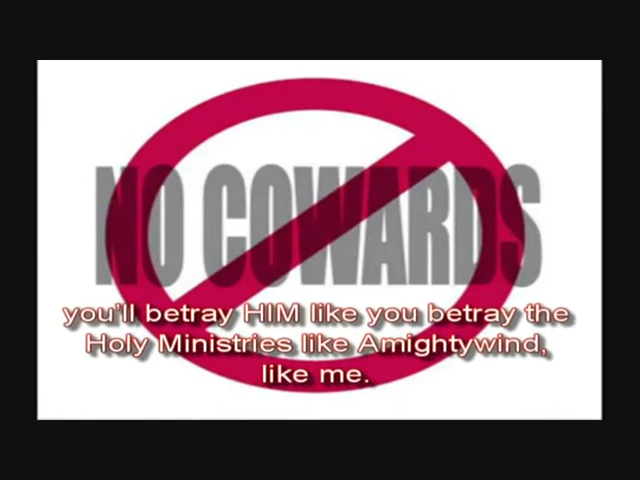 NO COWARDS
you'll betray HIM like you betray the
Holy Ministries like Amightywind,
like me.